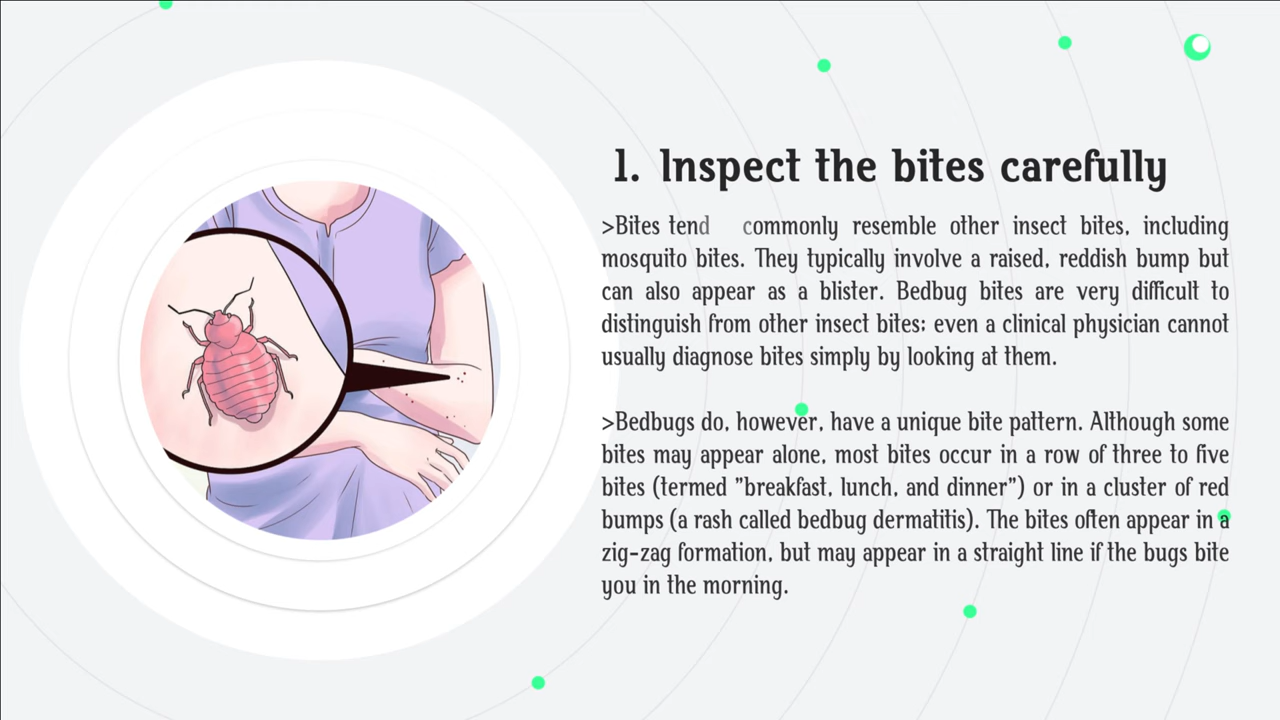 1. Inspect the bites carefully
>Bites tend commonly resemble other insect bites, including
mosquito bites. They typically involve a raised, reddish bump but
can also appear as a blister. Bedbug bites are very difficult to
distinguish from other insect bites: even a clinical physician cannot
usually diagnose bites simply by looking at them.
>Bedbugs do, however, have a unique bite pattern. Although some
bites may appear alone, most bites occur in a row of three to five
bites (termed "breakfast, lunch, and dinner") or in a cluster of red
bumps (a rash called bedbug dermatitis). The bites often appear in a
zig-zag formation, but may appear in a straight line if the bugs bite
you in the morning.